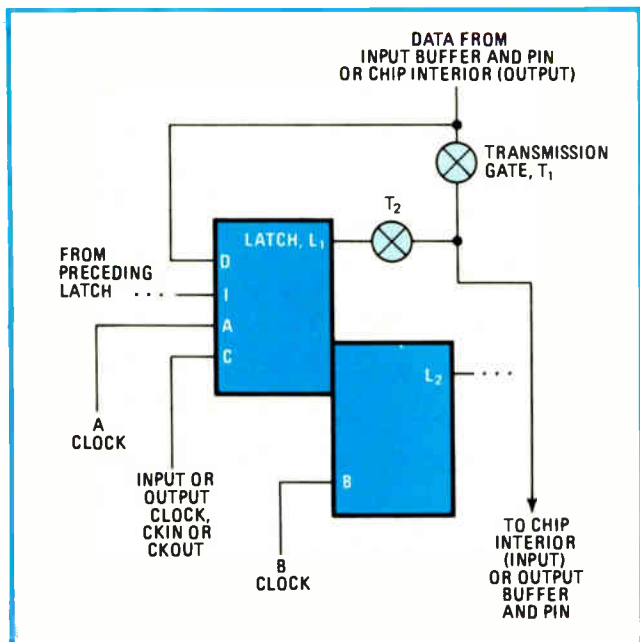 DATA FROM
INPUT BUFFER AND PIN
OR CHIP INTERIOR (OUTPUT)
TRANSMISSION
GATE, T₁
T₂
LATCH, L₁
FROM
PRECEDING
LATCH ...
D
I
A
C
L₂ ...
A
CLOCK
INPUT OR
OUTPUT
CLOCK,
CKIN OR
CKOUT
B
B
CLOCK
TO CHIP
INTERIOR
(INPUT)
OR OUTPUT
BUFFER
AND PIN